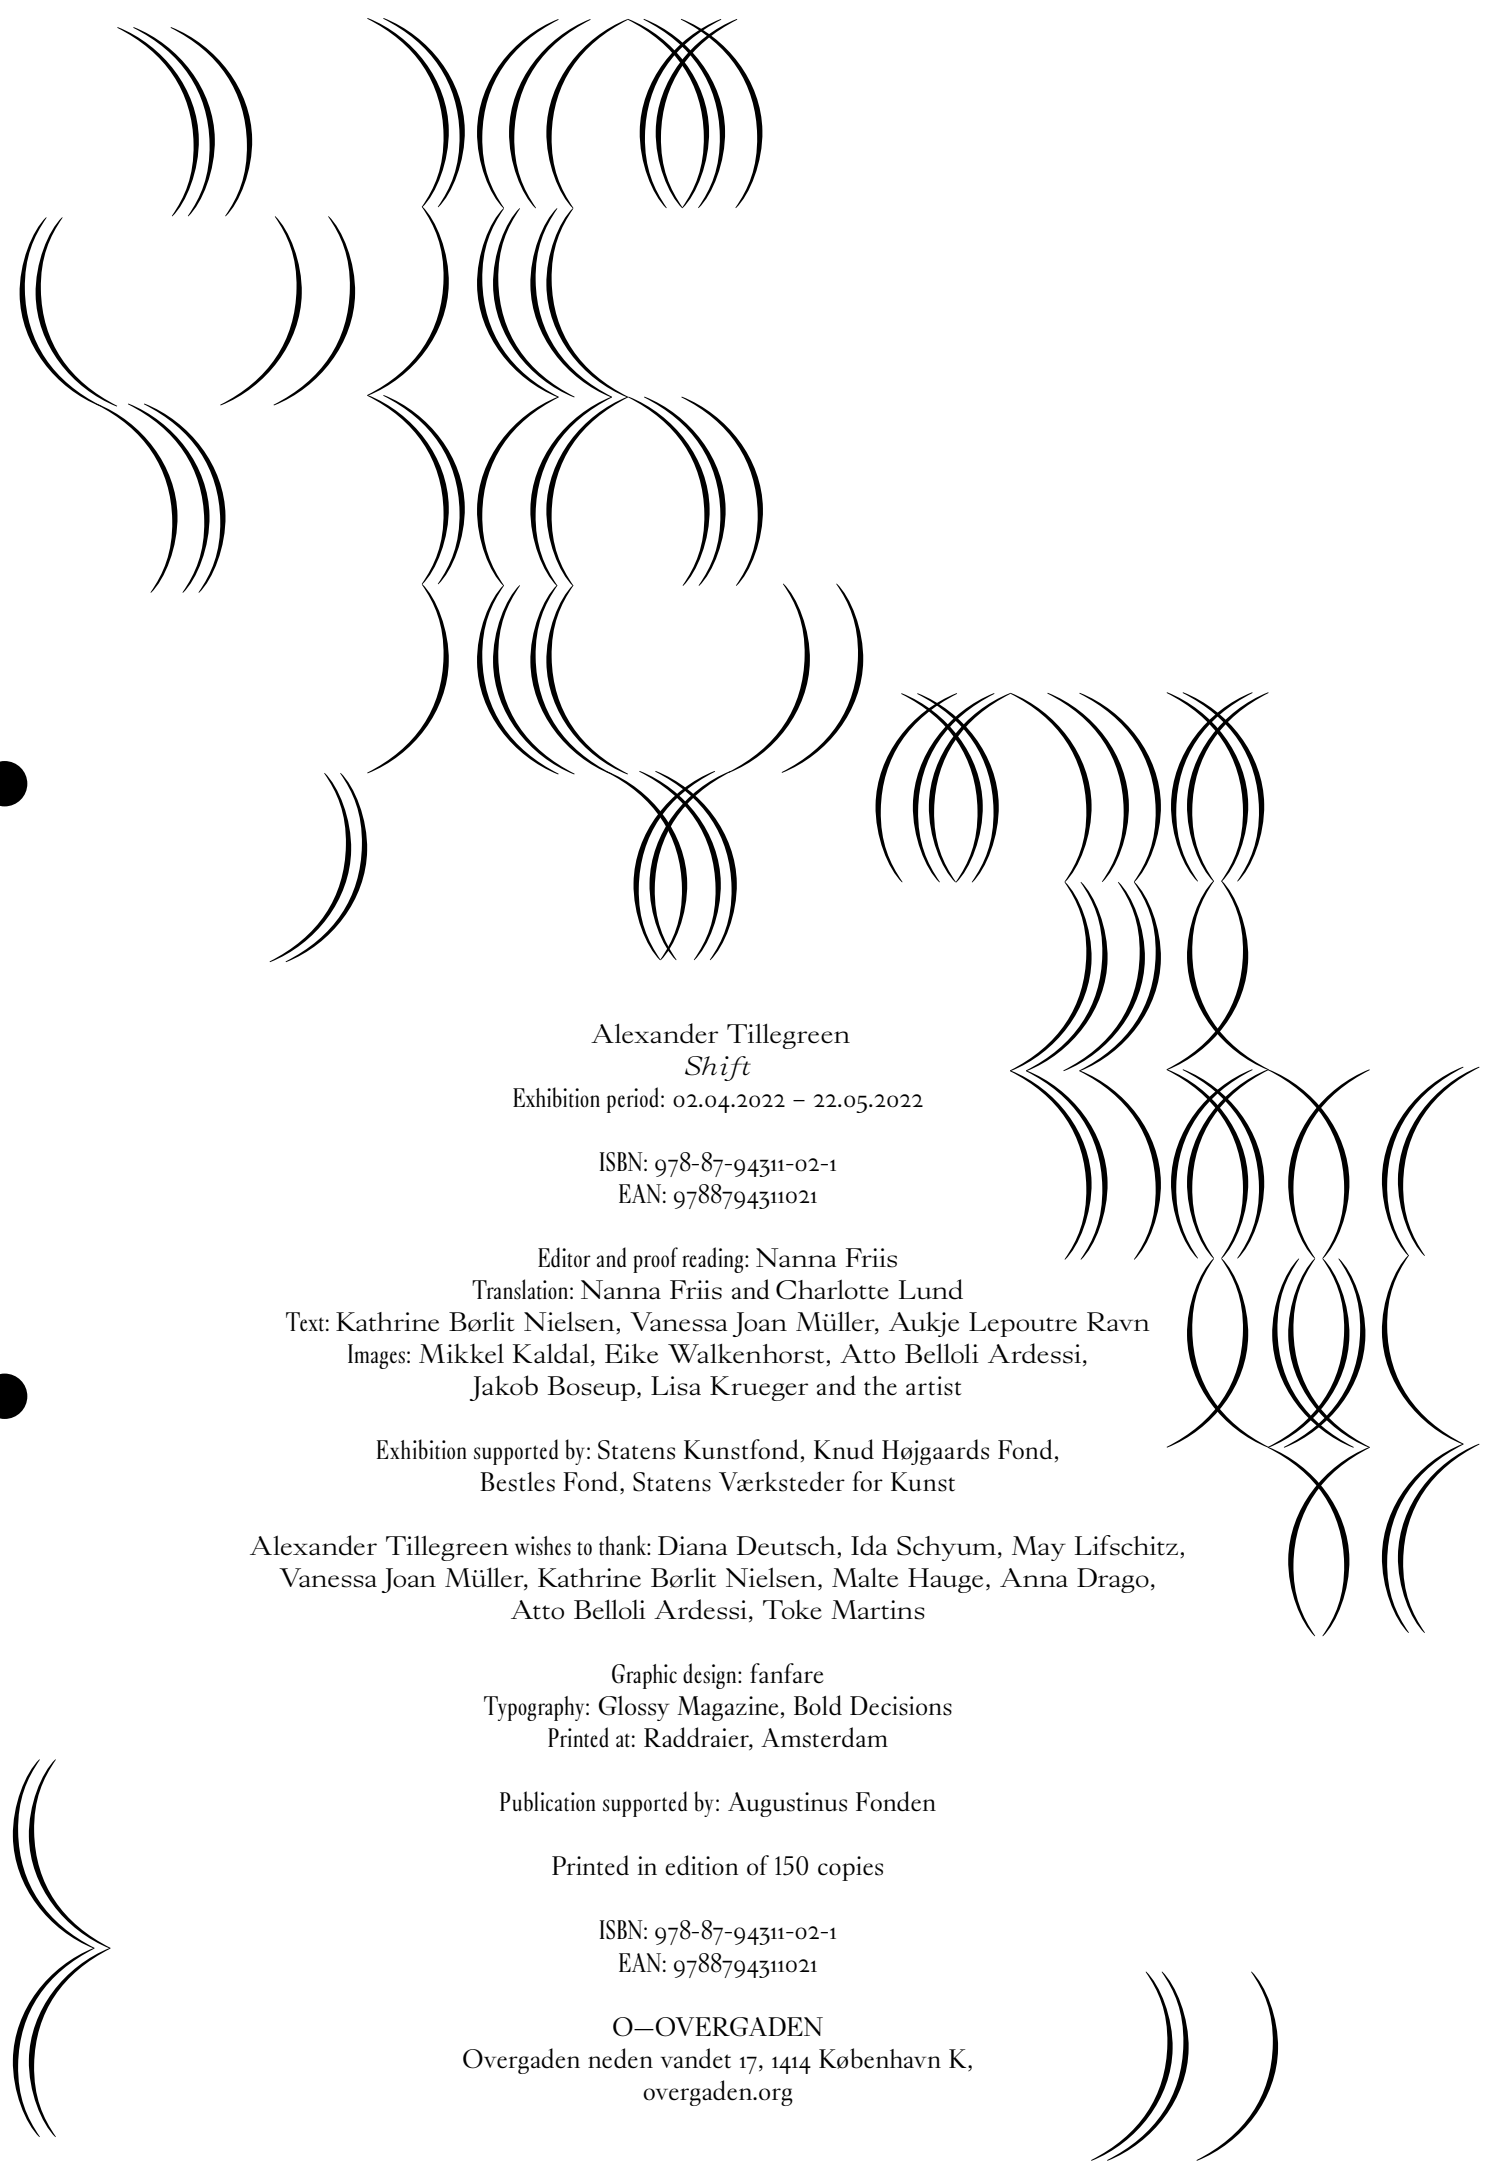 Alexander Tillegreen
Shift
Exhibition period: 02.04.2022 – 22.05.2022
ISBN: 978-87-94311-02-1
EAN: 9788794311021
Editor and proof reading: Nanna Friis
Translation: Nanna Friis and Charlotte Lund
Text: Kathrine Børlit Nielsen, Vanessa Joan Müller, Aukje Lepoutre Ravn
Images: Mikkel Kaldal, Eike Walkenhorst, Atto Belloli Ardessi,
Jakob Boseup, Lisa Krueger and the artist
Exhibition supported by: Statens Kunstfond, Knud Højgaards Fond,
Bestles Fond, Statens Værksteder for Kunst
Alexander Tillegreen wishes to thank: Diana Deutsch, Ida Schyum, May Lifschitz,
Vanessa Joan Müller, Kathrine Børlit Nielsen, Malte Hauge, Anna Drago,
Atto Belloli Ardessi, Toke Martins
Graphic design: fanfare
Typography: Glossy Magazine, Bold Decisions
Printed at: Raddraier, Amsterdam
Publication supported by: Augustinus Fonden
Printed in edition of 150 copies
ISBN: 978-87-94311-02-1
EAN: 9788794311021
O—OVERGADEN
Overgaden neden vandet 17, 1414 København K,
overgaden.org